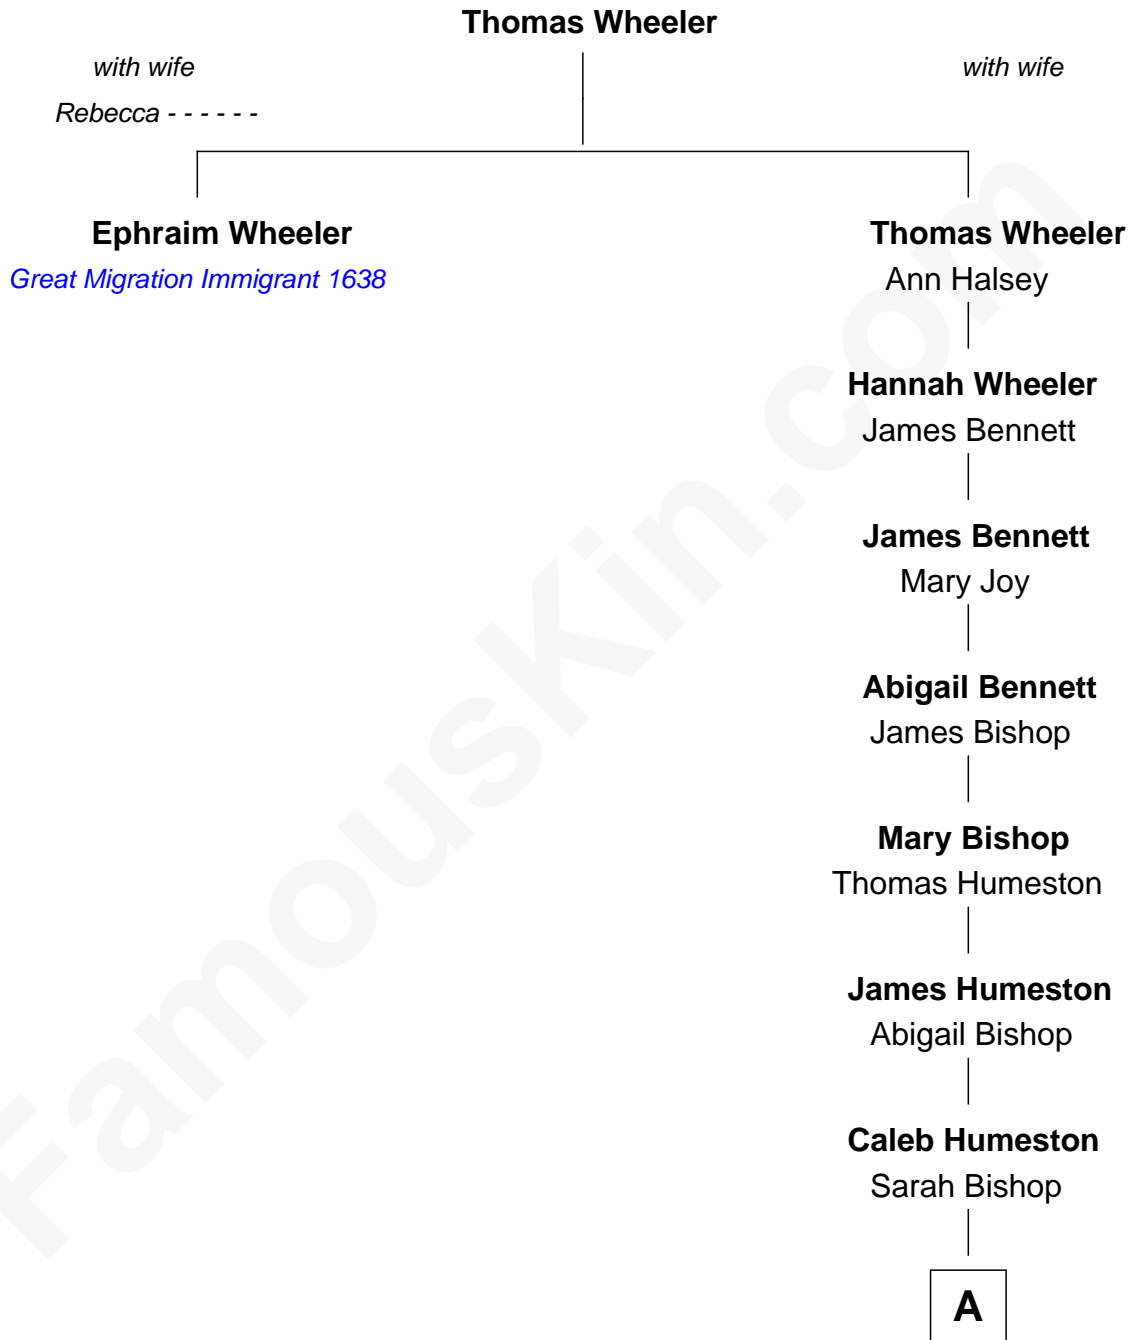 Thomas Wheeler
with wife
with wife
Rebecca - - - - - -
Ephraim Wheeler
Thomas Wheeler
Great Migration Immigrant 1638
Ann Halsey
Hannah Wheeler
James Bennett
James Bennett
Mary Joy
Abigail Bennett
James Bishop
Mary Bishop
Thomas Humeston
James Humeston
Abigail Bishop
Caleb Humeston
Sarah Bishop
A
FamousKin.com